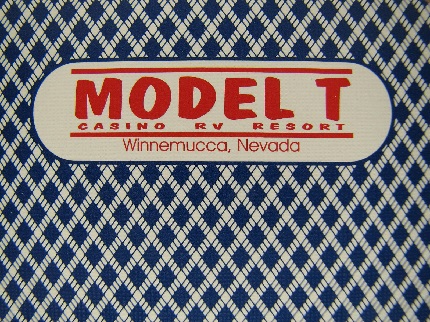 MODEL T
CASINO RV RESORT
Winnemucca, Nevada